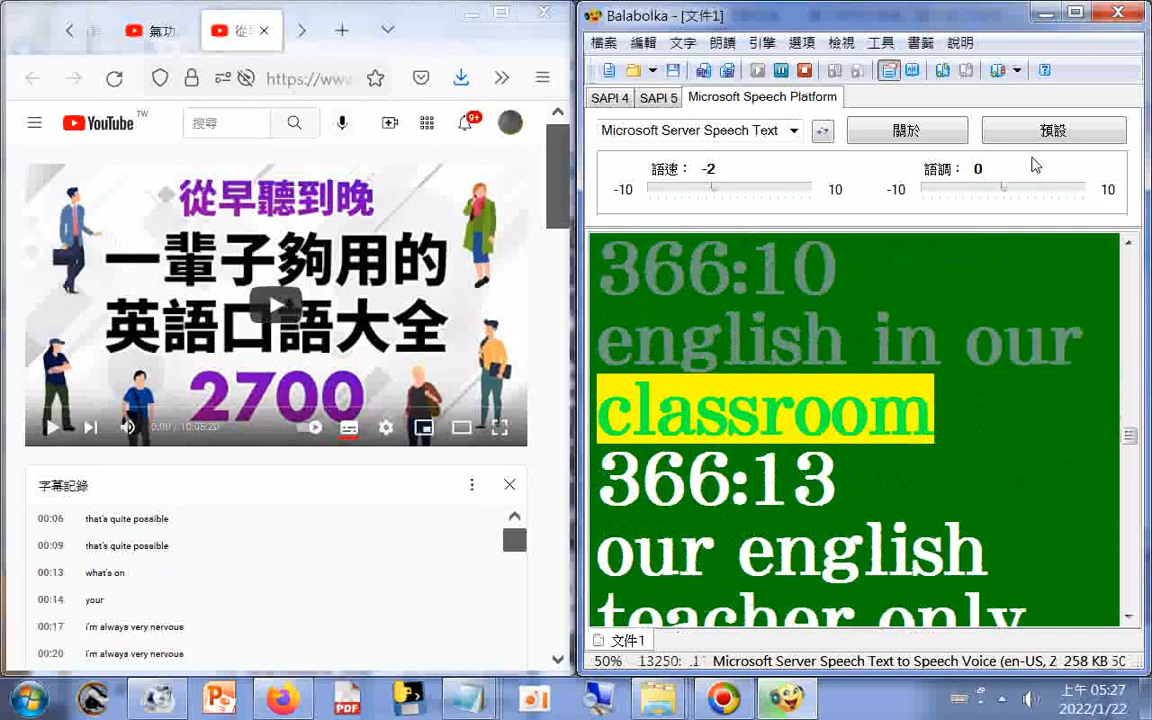 氣功
從
https://www
YouTube TW
搜尋
9+
從早聽到晚
一輩子夠用的
英語口語大全
2700
0:00 / 10:05:20
字幕記錄
00:06 that's quite possible
00:09 that's quite possible
00:13 what's on
00:14 your
00:17 i'm always very nervous
00:20 i'm always very nervous
Balabolka - [文件1]
檔案 編輯 文字 朗讀 引擎 選項 檢視 工具 書籤 說明
SAPI 4 SAPI 5 Microsoft Speech Platform
Microsoft Server Speech Text 關於 預設
語速： -2 語調： 0
-10 10 -10 10
366:10
english in our
classroom
366:13
our english
teacher only
文件1
50% 13250: Microsoft Server Speech Text to Speech Voice (en-US, Z 258 KB
PDF
上午 05:27
2022/1/22